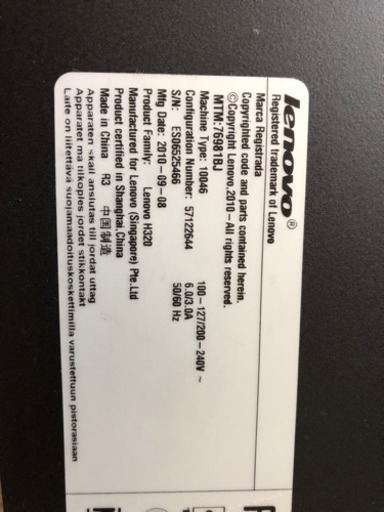 lenovo®
Registered trademark of Lenovo
Marca Registrada
Copyrighted code and parts contained herein.
©Copyright Lenovo,2010-All rights reserved.
MTM:76981BJ
Machine Type: 10046 100-127/200-240V ~
Configuration Number: 57122644 6.0/3.0A
S/N: ES06525466 50/60 Hz
Mfg Date: 2010-09-08
Product Family: Lenovo H320
Manufactured for Lenovo (Singapore) Pte.Ltd
Product certified in Shanghai,China
Made in China R3 中国制造
Apparaten skall anslutas till jordat uttag
Apparatet må tilkoples jordet stikkontakt
Laite on liitettävä suojamaadoituskoskettimilla varustettuun pistorasiaan